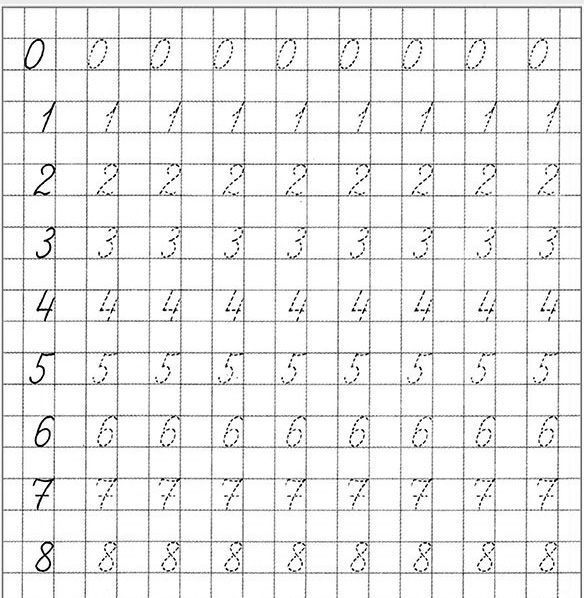 0 0 0 0 0 0 0 0 0
1 1 1 1 1 1 1 1 1
2 2 2 2 2 2 2 2 2
3 3 3 3 3 3 3 3 3
4 4 4 4 4 4 4 4 4
5 5 5 5 5 5 5 5 5
6 6 6 6 6 6 6 6 6
7 7 7 7 7 7 7 7 7
8 8 8 8 8 8 8 8 8